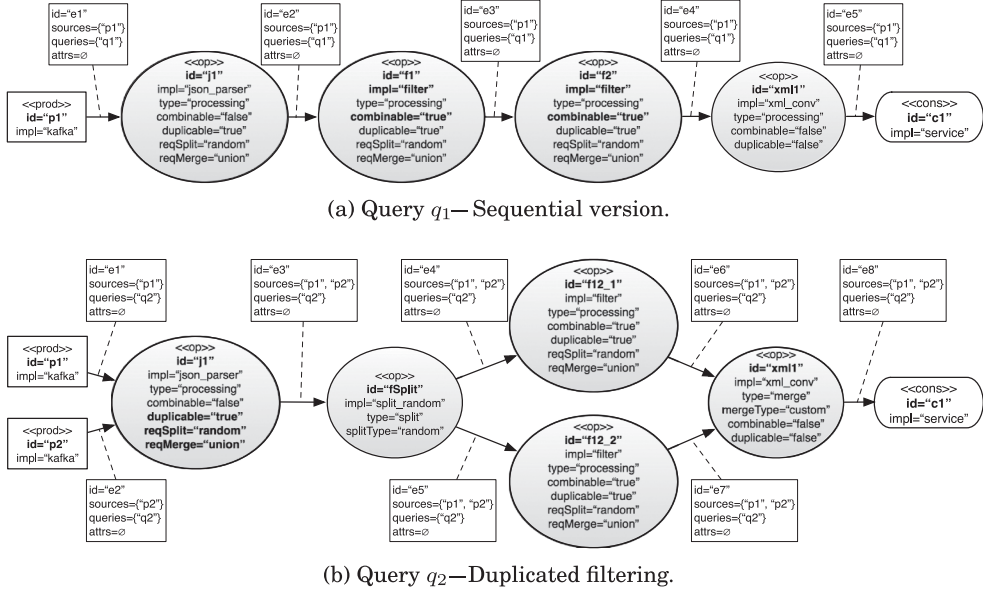 id=“e1”
sources={“p1”}
queries={“q1”}
attrs=∅
id=“e2”
sources={“p1”}
queries={“q1”}
attrs=∅
id=“e3”
sources={“p1”}
queries={“q1”}
attrs=∅
id=“e4”
sources={“p1”}
queries={“q1”}
attrs=∅
id=“e5”
sources={“p1”}
queries={“q1”}
attrs=∅
<<prod>>
id=“p1”
impl=“kafka”
<<op>>
id=“j1”
impl=“json_parser”
type=“processing”
combinable=“false”
duplicable=“true”
reqSplit=“random”
reqMerge=“union”
<<op>>
id=“f1”
impl=“filter”
type=“processing”
combinable=“true”
duplicable=“true”
reqSplit=“random”
reqMerge=“union”
<<op>>
id=“f2”
impl=“filter”
type=“processing”
combinable=“true”
duplicable=“true”
reqSplit=“random”
reqMerge=“union”
<<op>>
id=“xml1”
impl=“xml_conv”
type=“processing”
combinable=“false”
duplicable=“false”
<<cons>>
id=“c1”
impl=“service”
(a) Query q₁—Sequential version.
id=“e1”
sources={“p1”}
queries={“q2”}
attrs=∅
id=“e3”
sources={“p1”, “p2”}
queries={“q2”}
attrs=∅
id=“e4”
sources={“p1”, “p2”}
queries={“q2”}
attrs=∅
<<op>>
id=“f12_1”
impl=“filter”
type=“processing”
combinable=“true”
duplicable=“true”
reqSplit=“random”
reqMerge=“union”
id=“e6”
sources={“p1”, “p2”}
queries={“q2”}
attrs=∅
id=“e8”
sources={“p1”, “p2”}
queries={“q2”}
attrs=∅
<<prod>>
id=“p1”
impl=“kafka”
<<prod>>
id=“p2”
impl=“kafka”
<<op>>
id=“j1”
impl=“json_parser”
type=“processing”
combinable=“false”
duplicable=“true”
reqSplit=“random”
reqMerge=“union”
<<op>>
id=“fSplit”
impl=“split_random”
type=“split”
splitType=“random”
<<op>>
id=“xml1”
impl=“xml_conv”
type=“merge”
mergeType=“custom”
combinable=“false”
duplicable=“false”
<<cons>>
id=“c1”
impl=“service”
id=“e2”
sources={“p2”}
queries={“q2”}
attrs=∅
id=“e5”
sources={“p1”, “p2”}
queries={“q2”}
attrs=∅
<<op>>
id=“f12_2”
impl=“filter”
type=“processing”
combinable=“true”
duplicable=“true”
reqSplit=“random”
reqMerge=“union”
id=“e7”
sources={“p1”, “p2”}
queries={“q2”}
attrs=∅
(b) Query q₂—Duplicated filtering.